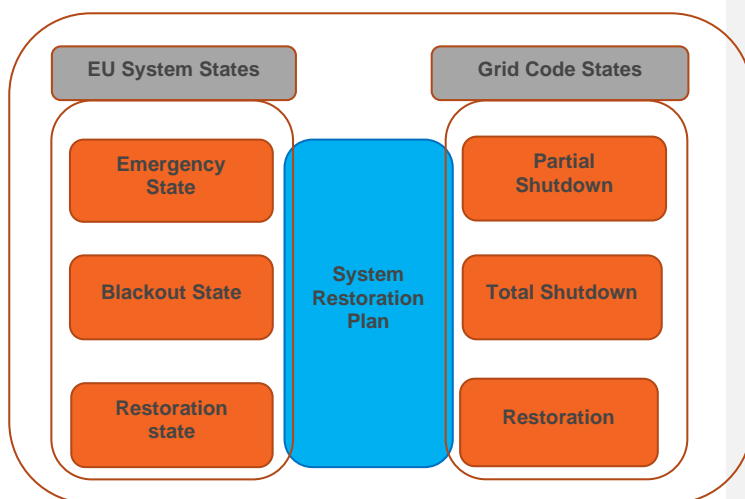 EU System States
Grid Code States
Emergency
State
Blackout State
Restoration
state
System
Restoration
Plan
Partial
Shutdown
Total Shutdown
Restoration